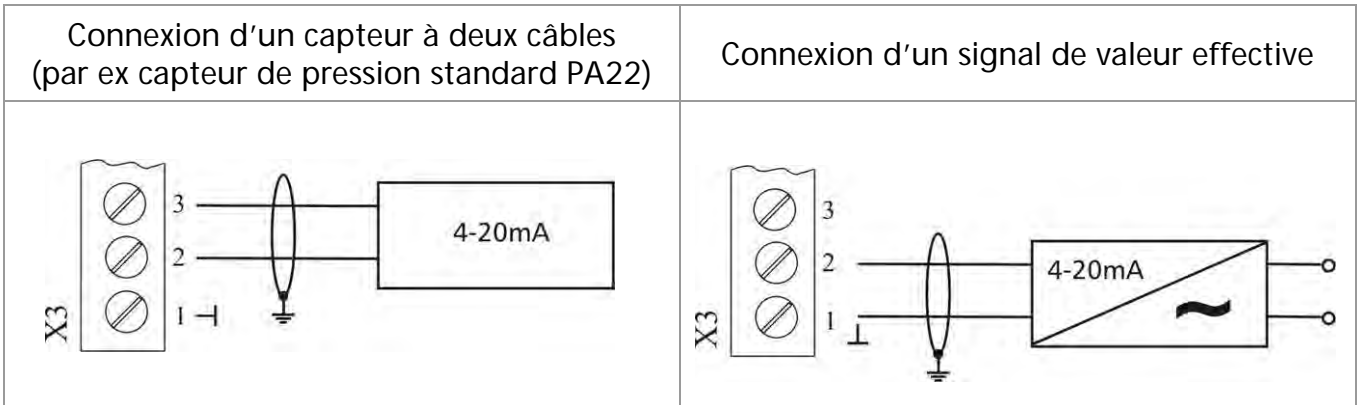 Connexion d'un capteur à deux câbles
(par ex capteur de pression standard PA22)
Connexion d'un signal de valeur effective
3
2
1
X3
4-20mA
3
2
1
X3
4-20mA
~